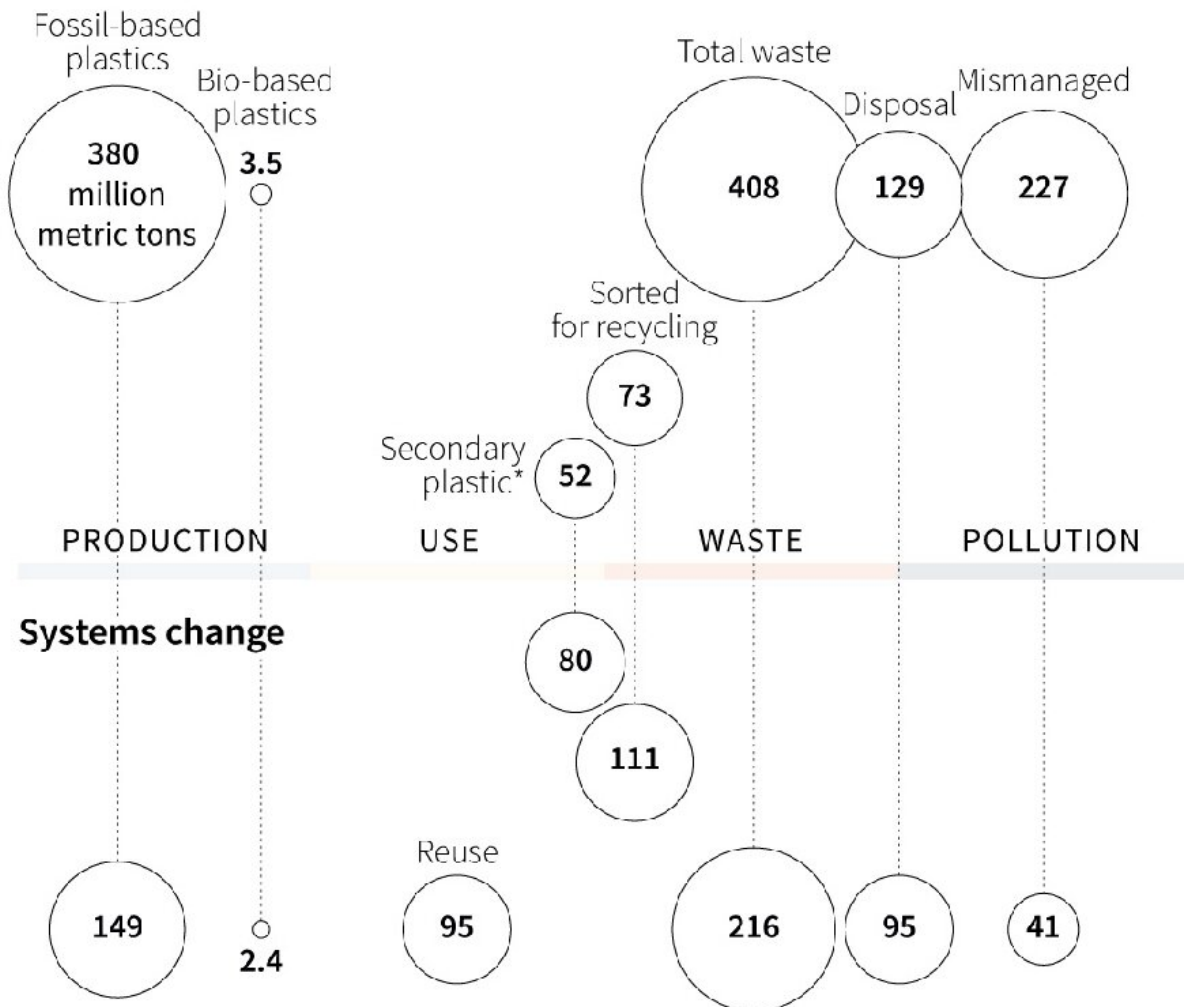 Fossil-based
plastics
Bio-based
plastics
380
million
metric tons
3.5
Total waste
408
Disposal
129
Mismanaged
227
Sorted
for recycling
73
Secondary
plastic*
52
PRODUCTION
USE
WASTE
POLLUTION
Systems change
80
111
149
2.4
Reuse
95
216
95
41